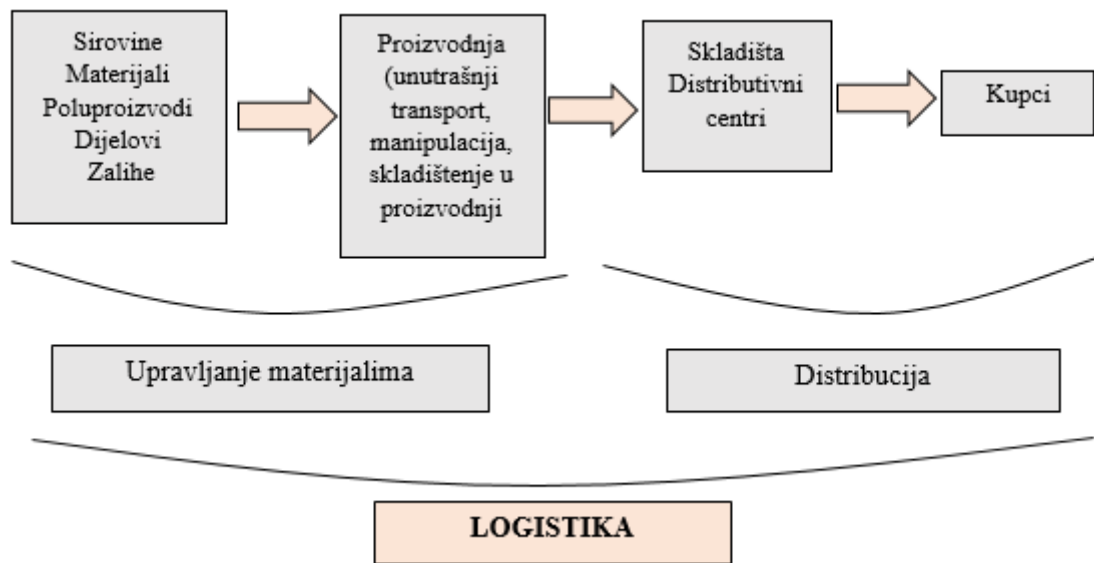 Sirovine
Materijali
Poluproizvodi
Dijelovi
Zalihe
Proizvodnja
(unutrašnji
transport,
manipulacija,
skladištenje u
proizvodnji
Skladišta
Distributivni
centri
Kupci
Upravljanje materijalima
Distribucija
LOGISTIKA